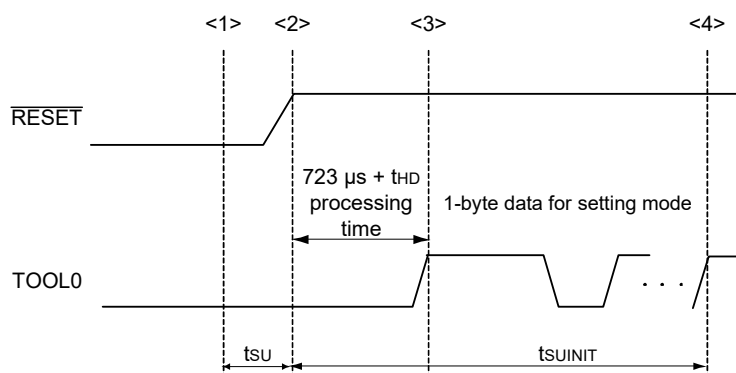 <1> <2> <3> <4>
RESET
723 µs + tHD
processing
time
1-byte data for setting mode
TOOL0
. . .
tSU
tSUINIT